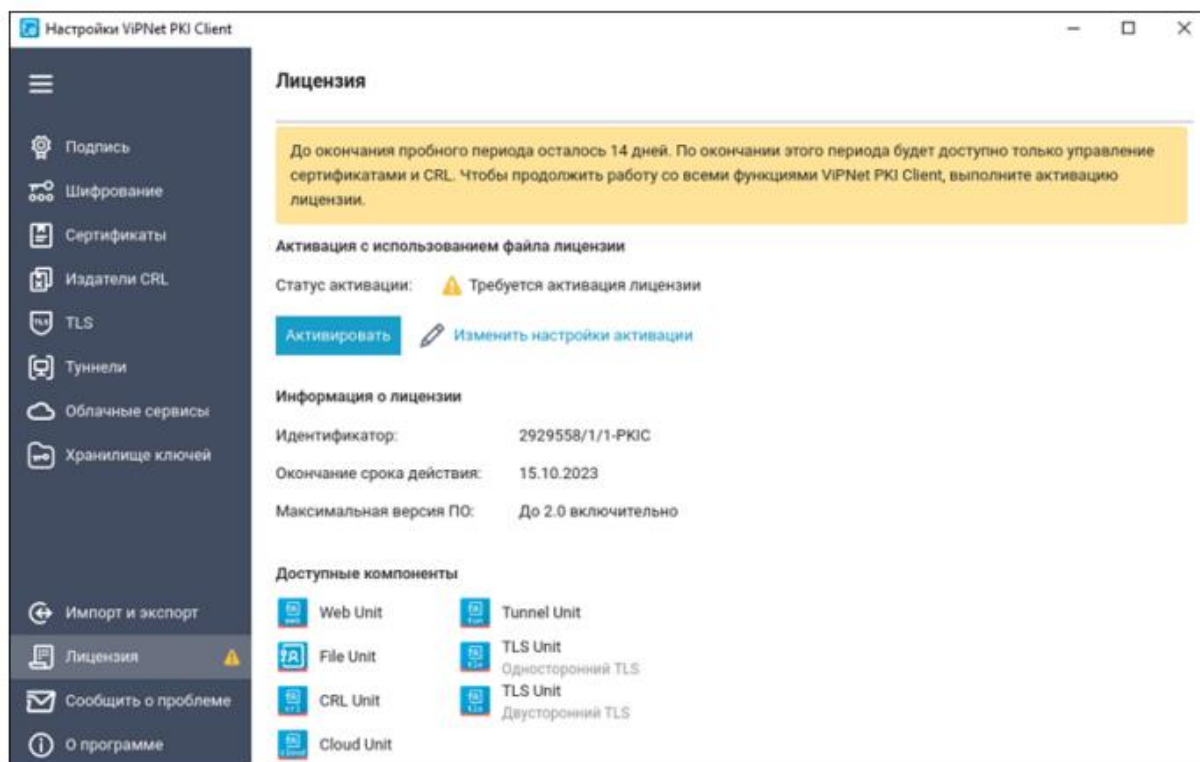 Настройки ViPNet PKI Client
Подпись
Шифрование
Сертификаты
Издатели CRL
TLS
Туннели
Облачные сервисы
Хранилище ключей
Импорт и экспорт
Лицензия
Сообщить о проблеме
О программе
Лицензия
До окончания пробного периода осталось 14 дней. По окончании этого периода будет доступно только управление
сертификатами и CRL. Чтобы продолжить работу со всеми функциями ViPNet PKI Client, выполните активацию
лицензии.
Активация с использованием файла лицензии
Статус активации: Требуется активация лицензии
Активировать Изменить настройки активации
Информация о лицензии
Идентификатор: 2929558/1/1-PKIC
Окончание срока действия: 15.10.2023
Максимальная версия ПО: До 2.0 включительно
Доступные компоненты
Web Unit
File Unit
CRL Unit
Cloud Unit
Tunnel Unit
TLS Unit
Односторонний TLS
TLS Unit
Двусторонний TLS